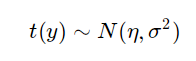 t(y) ∼ N(η, σ²)